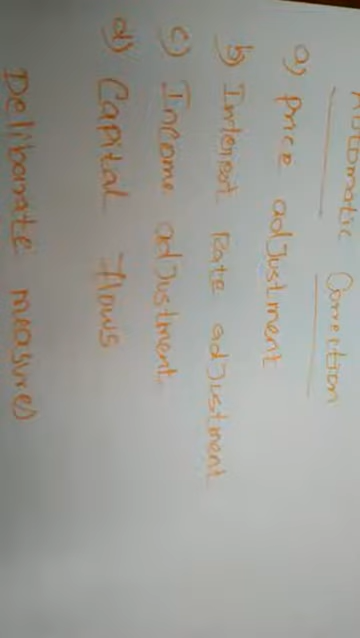 Automatic Correction
a) Price adjustment
b) Interest Rate adjustment
c) Income adjustment
d) Capital flows
Deliberate measures